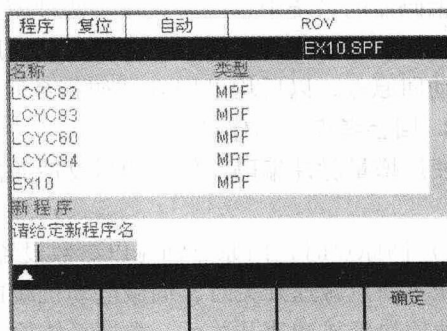 程序 复位 自动 ROV
EX10.SPF
名称 类型
LCYC82 MPF
LCYC83 MPF
LCYC60 MPF
LCYC84 MPF
EX10 MPF
新程序
请给定新程序名
确定